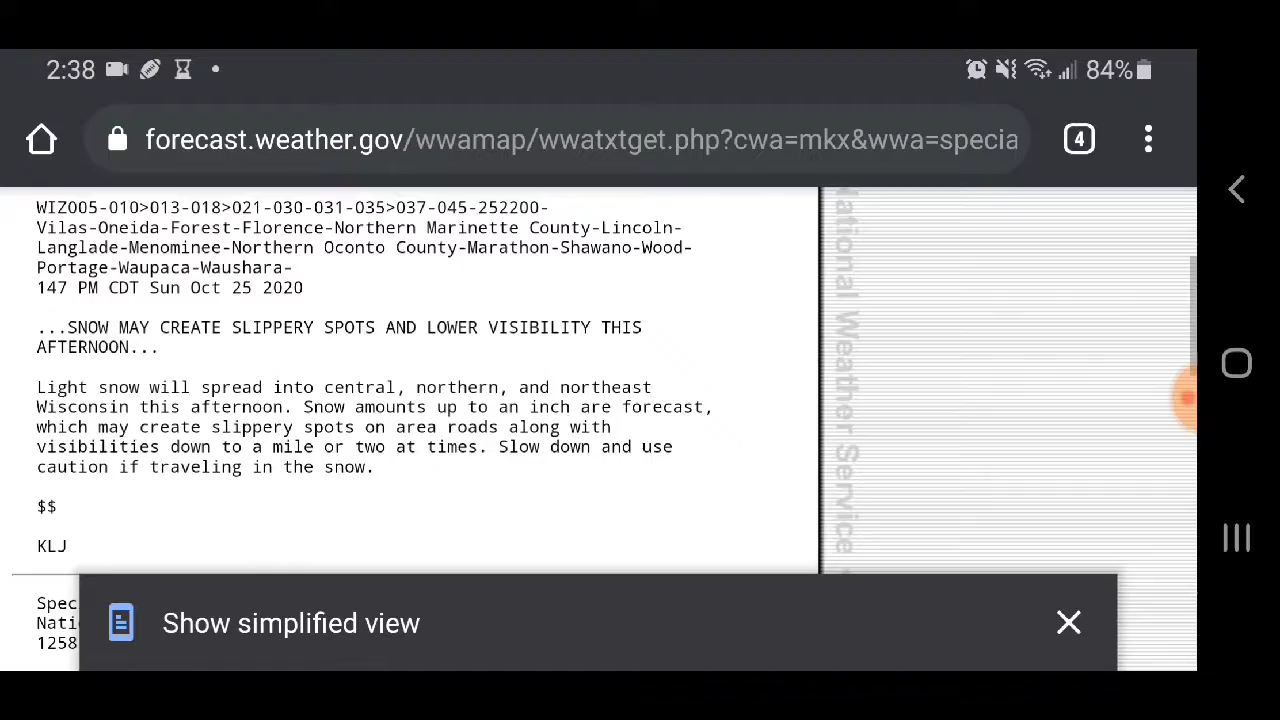 2:38
84%
forecast.weather.gov/wwamap/wwatxtget.php?cwa=mkx&wwa=specia
4
WIZ005-010>013-018>021-030-031-035>037-045-252200-
Vilas-Oneida-Forest-Florence-Northern Marinette County-Lincoln-
Langlade-Menominee-Northern Oconto County-Marathon-Shawano-Wood-
Portage-Waupaca-Waushara-
147 PM CDT Sun Oct 25 2020
...SNOW MAY CREATE SLIPPERY SPOTS AND LOWER VISIBILITY THIS
AFTERNOON...
Light snow will spread into central, northern, and northeast
Wisconsin this afternoon. Snow amounts up to an inch are forecast,
which may create slippery spots on area roads along with
visibilities down to a mile or two at times. Slow down and use
caution if traveling in the snow.
$$
KLJ
Spec
Nati
1258
Show simplified view
ational Weather Service